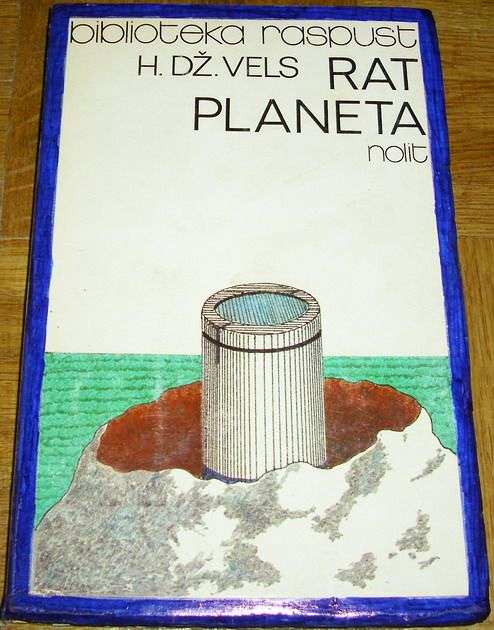 biblioteka raspust
H. DŽ. VELS RAT
PLANETA
nolit